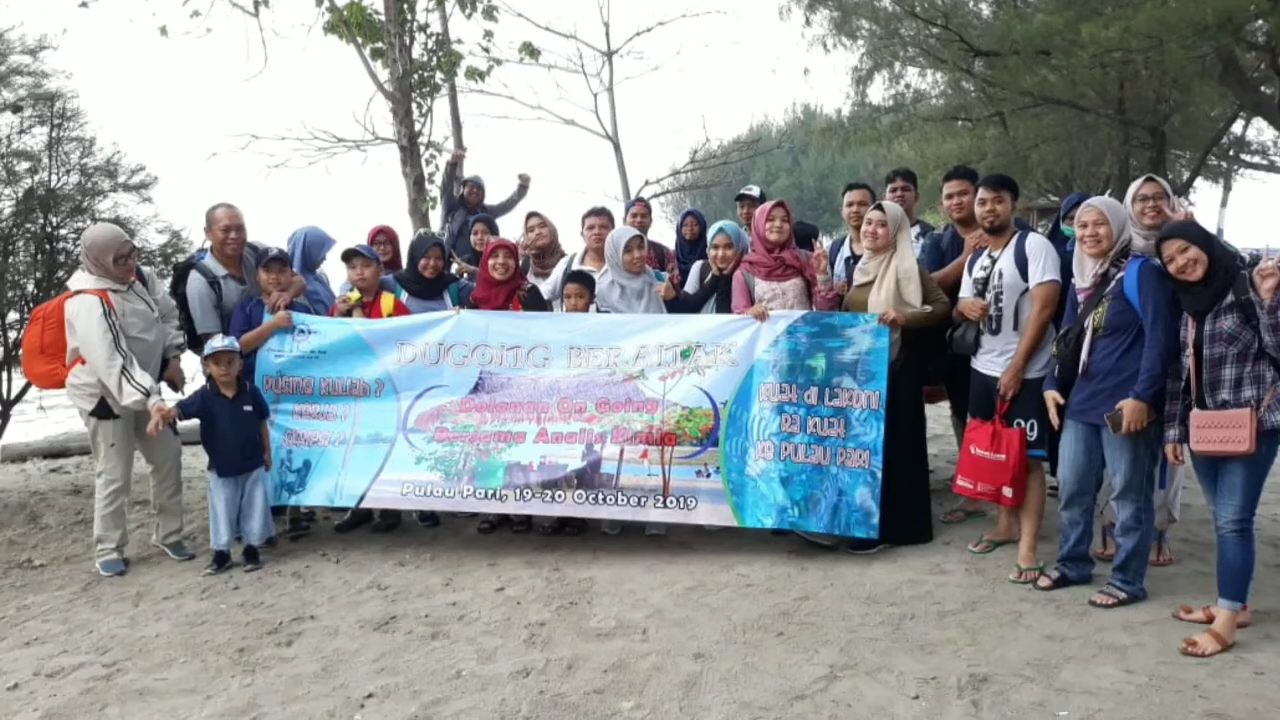 DUGONG BERANAK
Pusing Kuliah ?
Kerja ?
Dolanan On Going
Bersama Analis Kimia
Kuat di Lakoni
Ra Kuat
Ke Pulau Pari
Pulau Pari, 19-20 October 2019